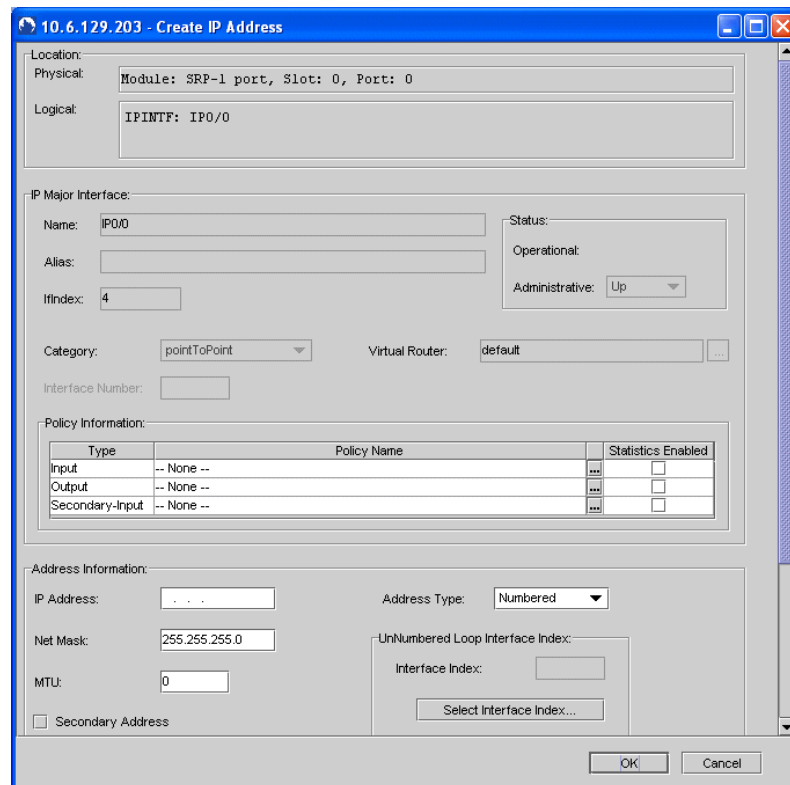 10.6.129.203 - Create IP Address
Location:
Physical: Module: SRP-1 port, Slot: 0, Port: 0
Logical: IPINTF: IP0/0
IP Major Interface:
Name: IP0/0
Status:
Operational:
Alias:
Administrative: Up
IfIndex: 4
Category: pointToPoint Virtual Router: default ...
Interface Number:
Policy Information:
Type Policy Name Statistics Enabled
Input -- None -- ...
Output -- None -- ...
Secondary-Input -- None -- ...
Address Information:
IP Address: . . . Address Type: Numbered
Net Mask: 255.255.255.0 UnNumbered Loop Interface Index:
Interface Index:
MTU: 0
Select Interface Index...
Secondary Address
OK Cancel